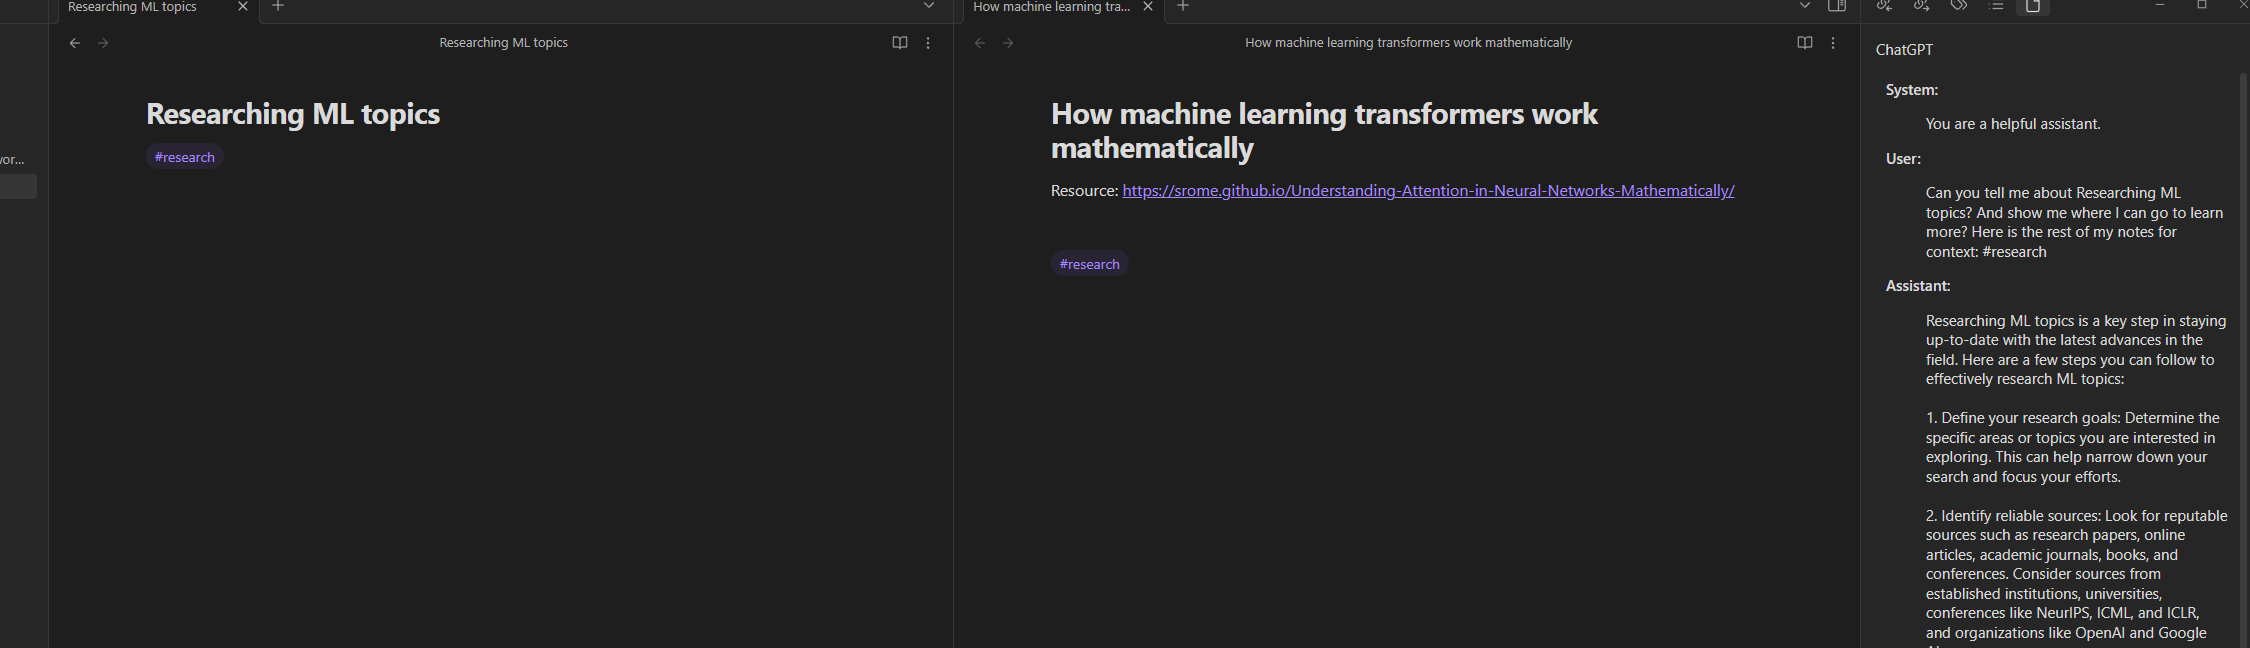 Researching ML topics
How machine learning tra...
Researching ML topics
How machine learning transformers work mathematically
wor...
Researching ML topics
#research
How machine learning transformers work
mathematically
Resource: https://srome.github.io/Understanding-Attention-in-Neural-Networks-Mathematically/
#research
ChatGPT
System:
You are a helpful assistant.
User:
Can you tell me about Researching ML
topics? And show me where I can go to learn
more? Here is the rest of my notes for
context: #research
Assistant:
Researching ML topics is a key step in staying
up-to-date with the latest advances in the
field. Here are a few steps you can follow to
effectively research ML topics:
1. Define your research goals: Determine the
specific areas or topics you are interested in
exploring. This can help narrow down your
search and focus your efforts.
2. Identify reliable sources: Look for reputable
sources such as research papers, online
articles, academic journals, books, and
conferences. Consider sources from
established institutions, universities,
conferences like NeurIPS, ICML, and ICLR,
and organizations like OpenAI and Google